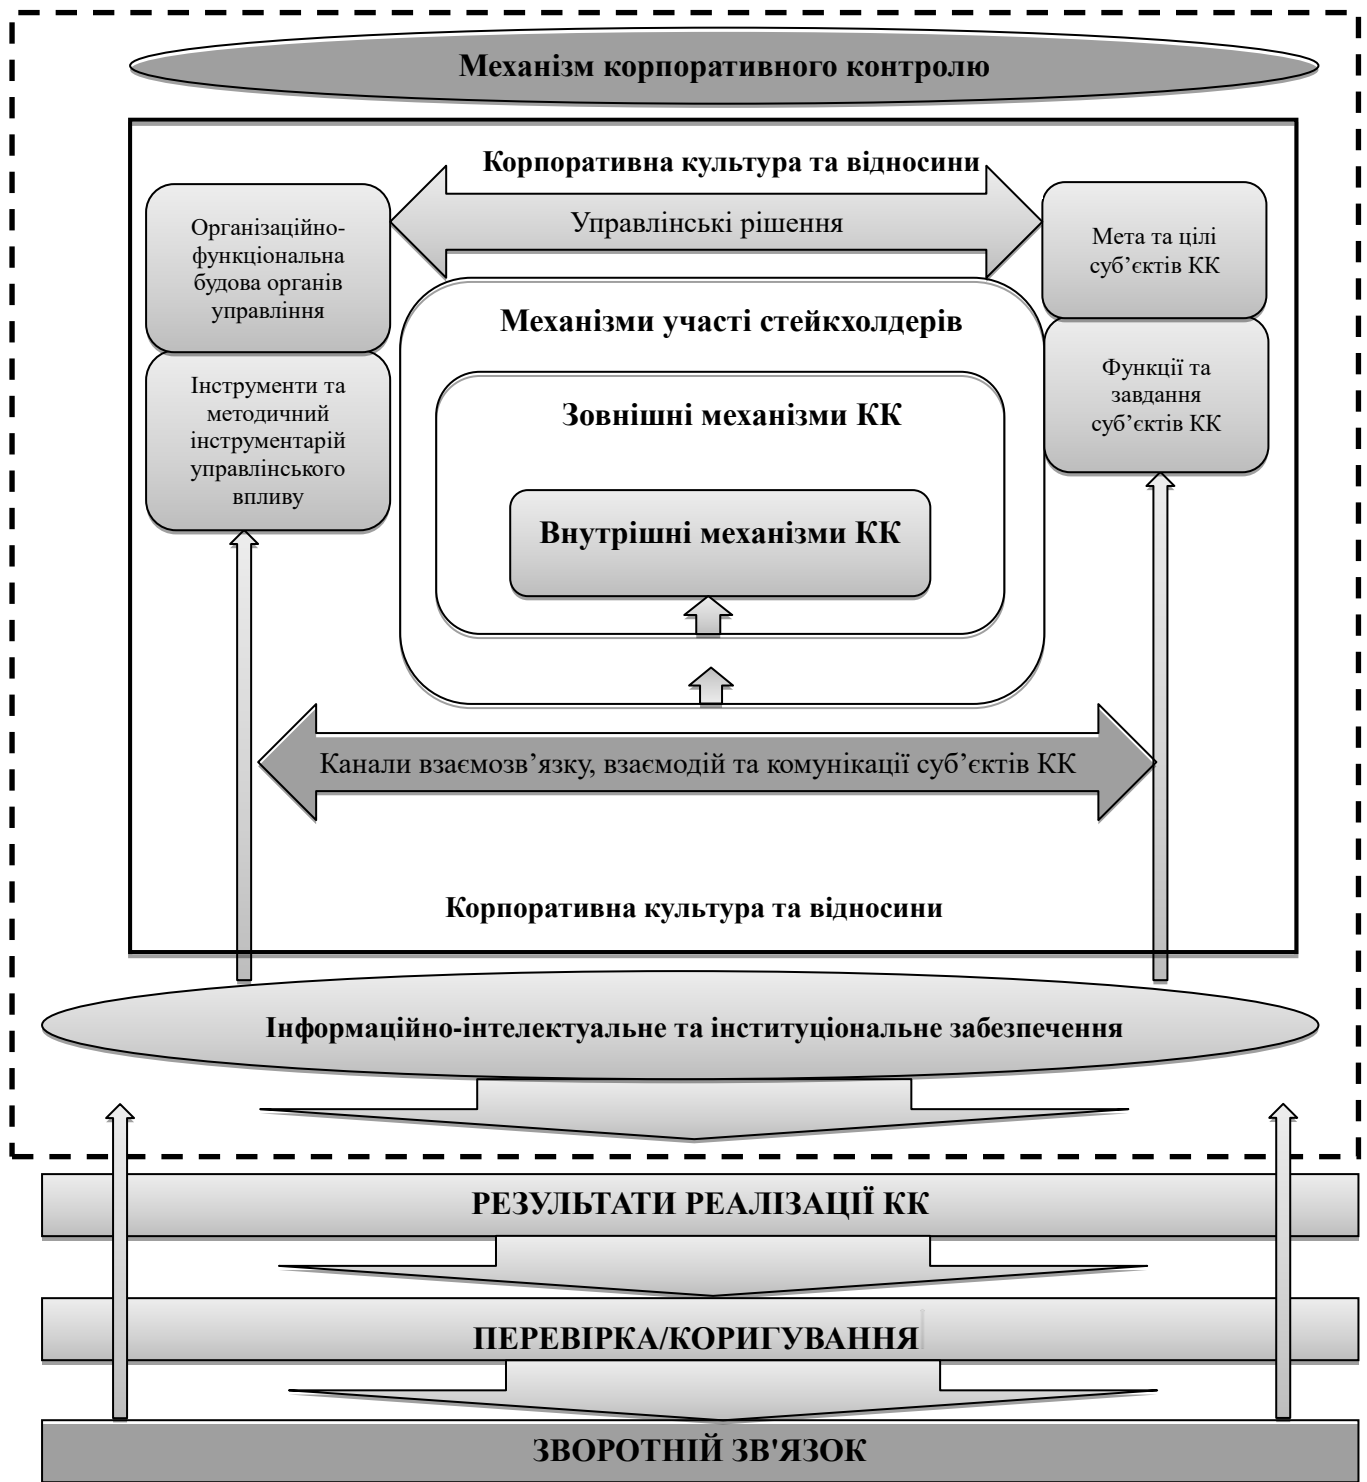 Механізм корпоративного контролю
Корпоративна культура та відносини
Управлінські рішення
Організаційно-
функціональна
будова органів
управління
Мета та цілі
суб’єктів КК
Механізми участі стейкхолдерів
Інструменти та
методичний
інструментарій
управлінського
впливу
Функції та
завдання
суб’єктів КК
Зовнішні механізми КК
Внутрішні механізми КК
Канали взаємозв’язку, взаємодій та комунікації суб’єктів КК
Корпоративна культура та відносини
Інформаційно-інтелектуальне та інституціональне забезпечення
РЕЗУЛЬТАТИ РЕАЛІЗАЦІЇ КК
ПЕРЕВІРКА/КОРИГУВАННЯ
ЗВОРОТНІЙ ЗВ'ЯЗОК